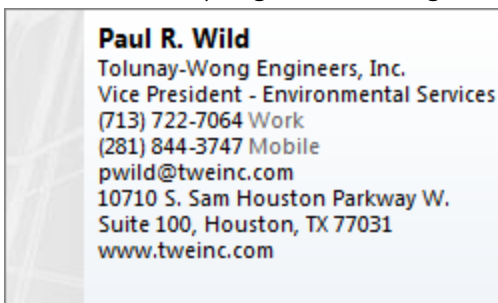 Paul R. Wild
Tolunay-Wong Engineers, Inc.
Vice President - Environmental Services
(713) 722-7064 Work
(281) 844-3747 Mobile
pwild@tweinc.com
10710 S. Sam Houston Parkway W.
Suite 100, Houston, TX 77031
www.tweinc.com